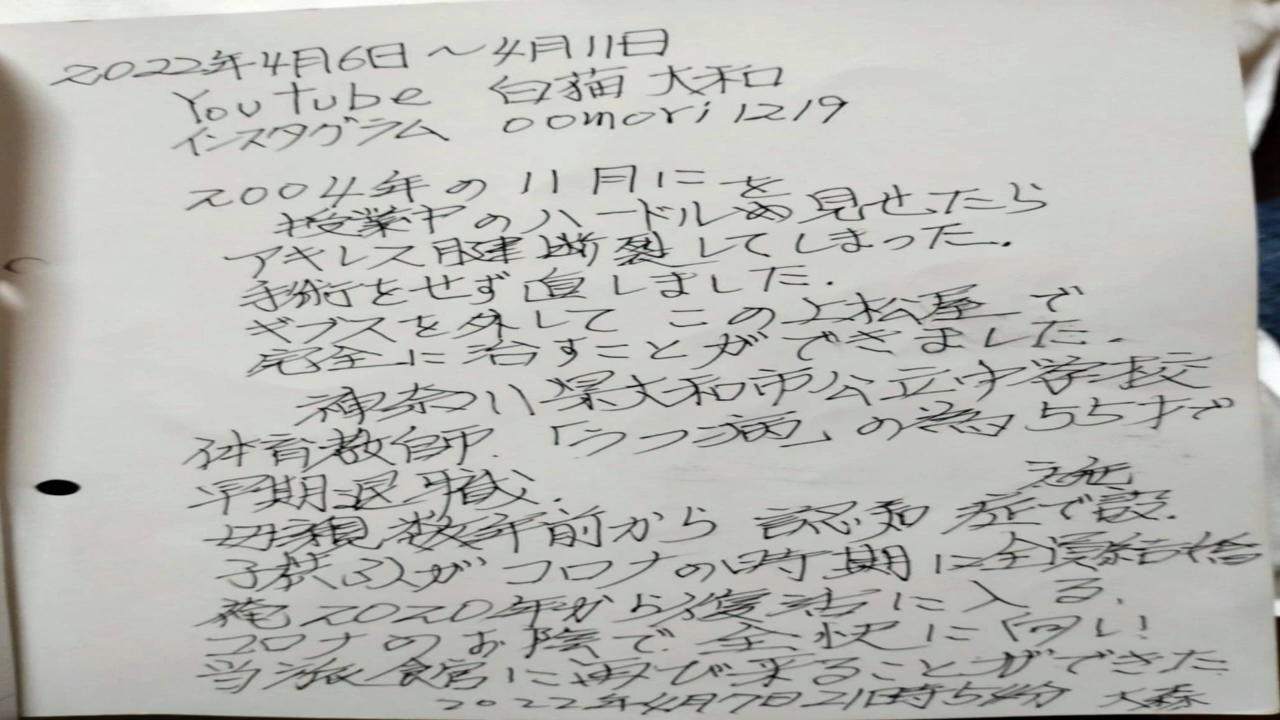 2022年4月6日～4月11日
YouTube 白猫 大和
インスタグラム oomori1219
2004年の11月に
授業中のハードルを見せたら
アキレス腱断裂してしまった.
手術をせず直しました.
ギブスを外して この上松屋で
完全に治すことができました.
神奈川県大和市公立中学校
体育教師.「うつ病」の為55才で
早期退職.
母親数年前から 認知症で施設.
子供3人がコロナの時期に全員結婚
2020年から復活に入る.
コロナのお陰で全快に向い!
当旅館に再び来ることができた
2022年4月7日21時54分 大森